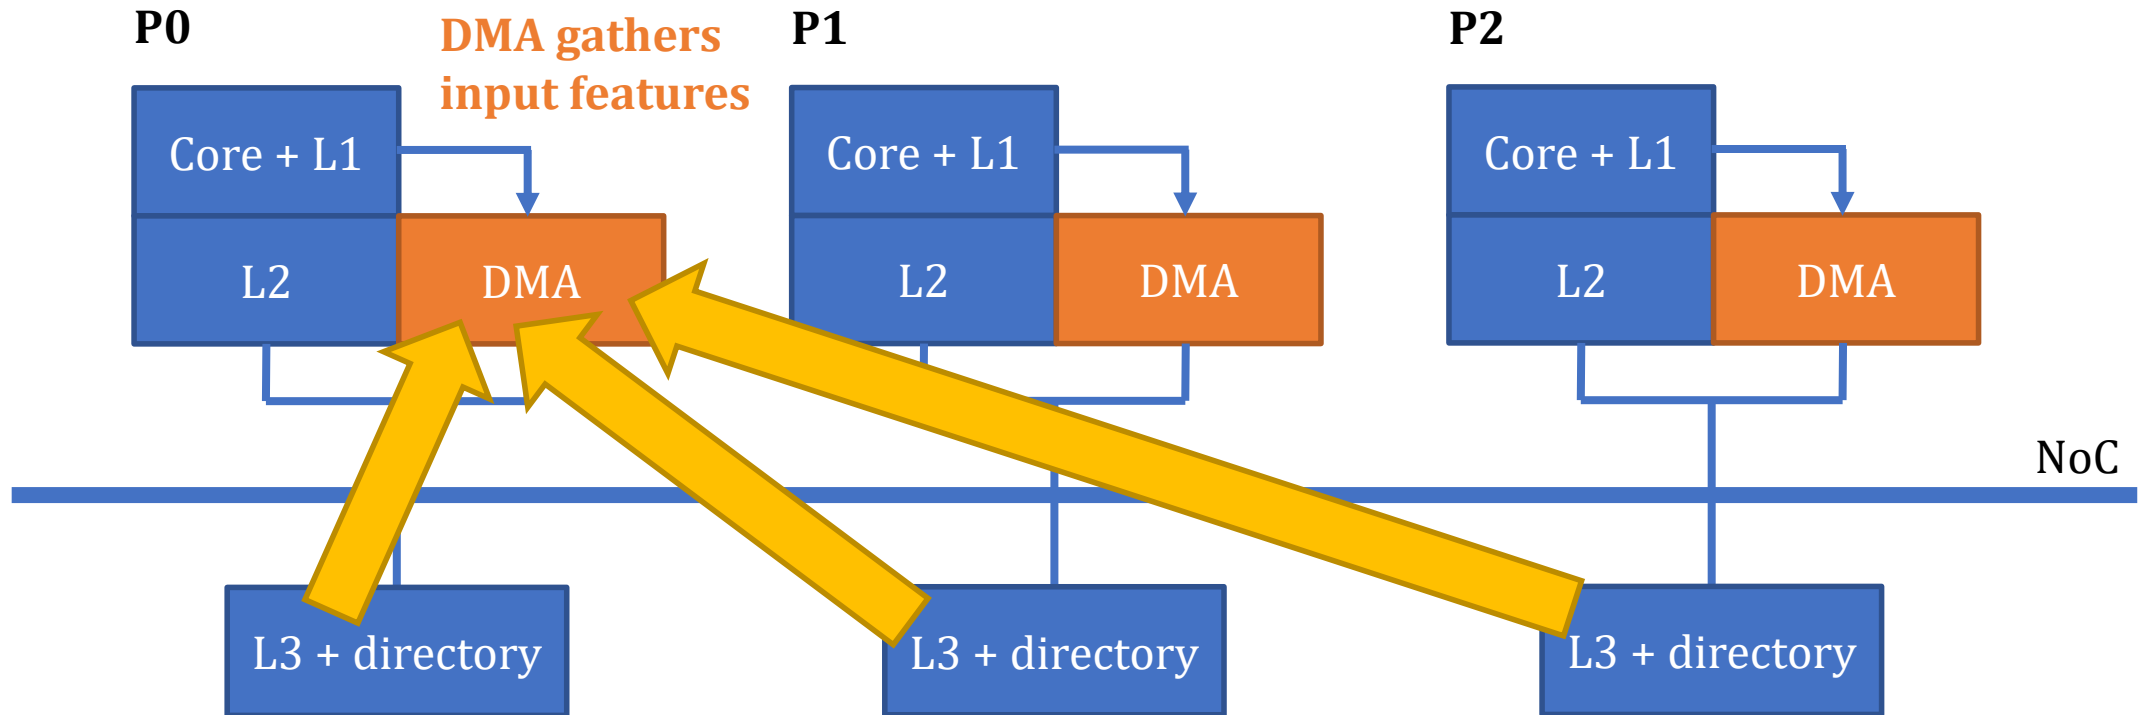 P0
DMA gathers
input features
P1
P2
Core + L1
Core + L1
Core + L1
L2
DMA
L2
DMA
L2
DMA
NoC
L3 + directory
L3 + directory
L3 + directory